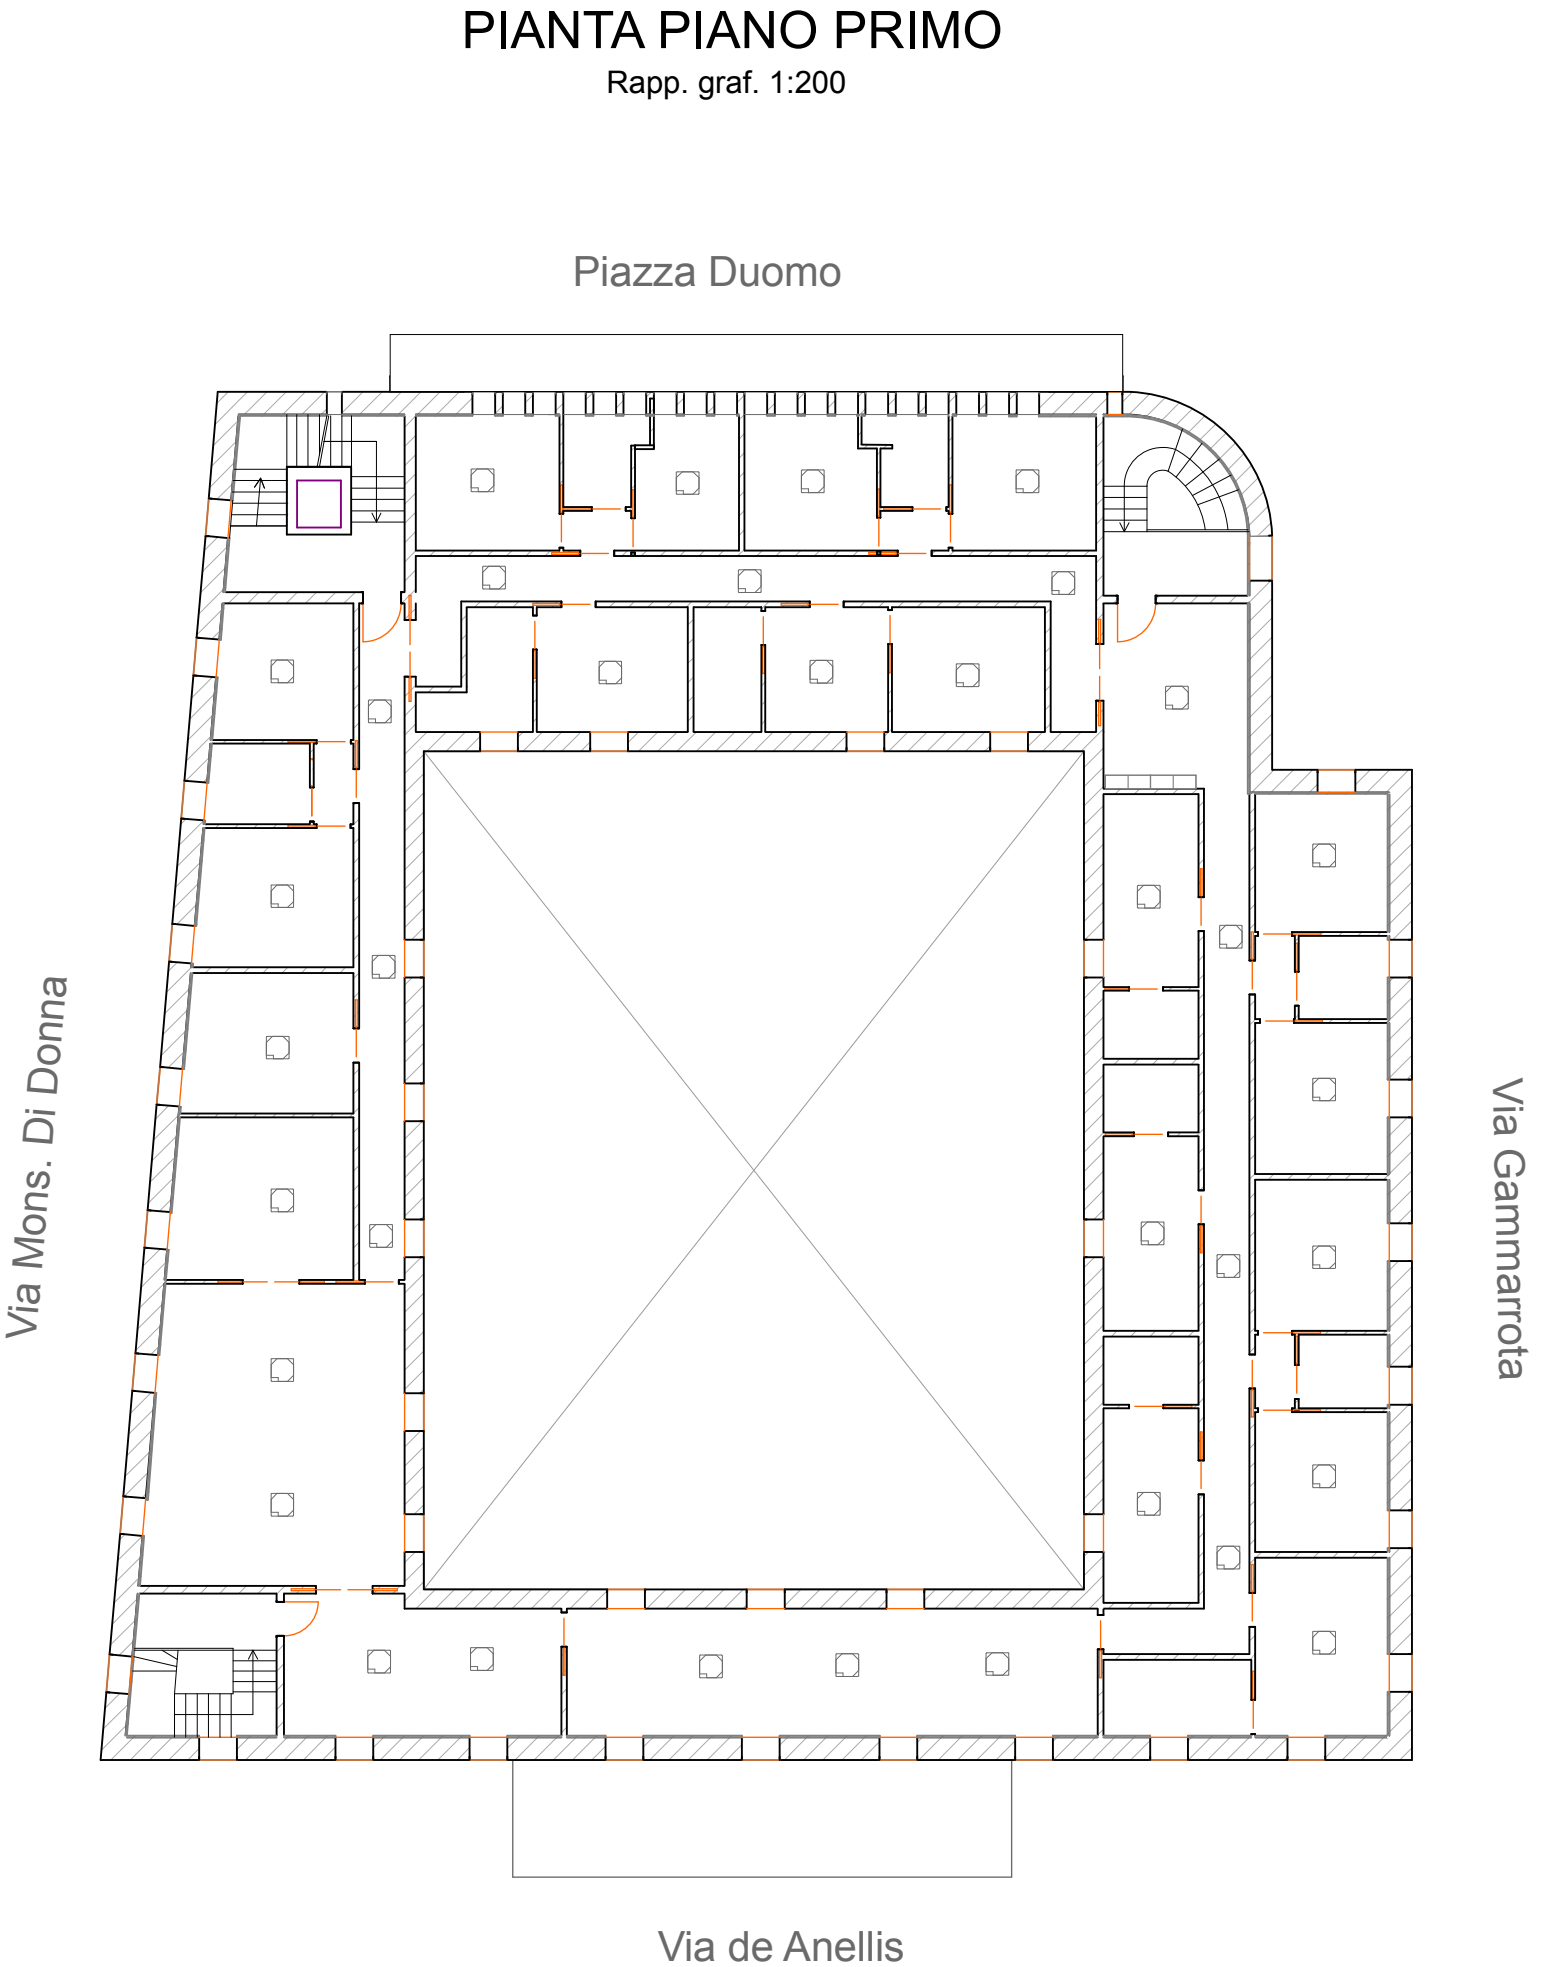 PIANTA PIANO PRIMO
Rapp. graf. 1:200
Piazza Duomo
Via Mons. Di Donna
Via Gammarrota
Via de Anellis